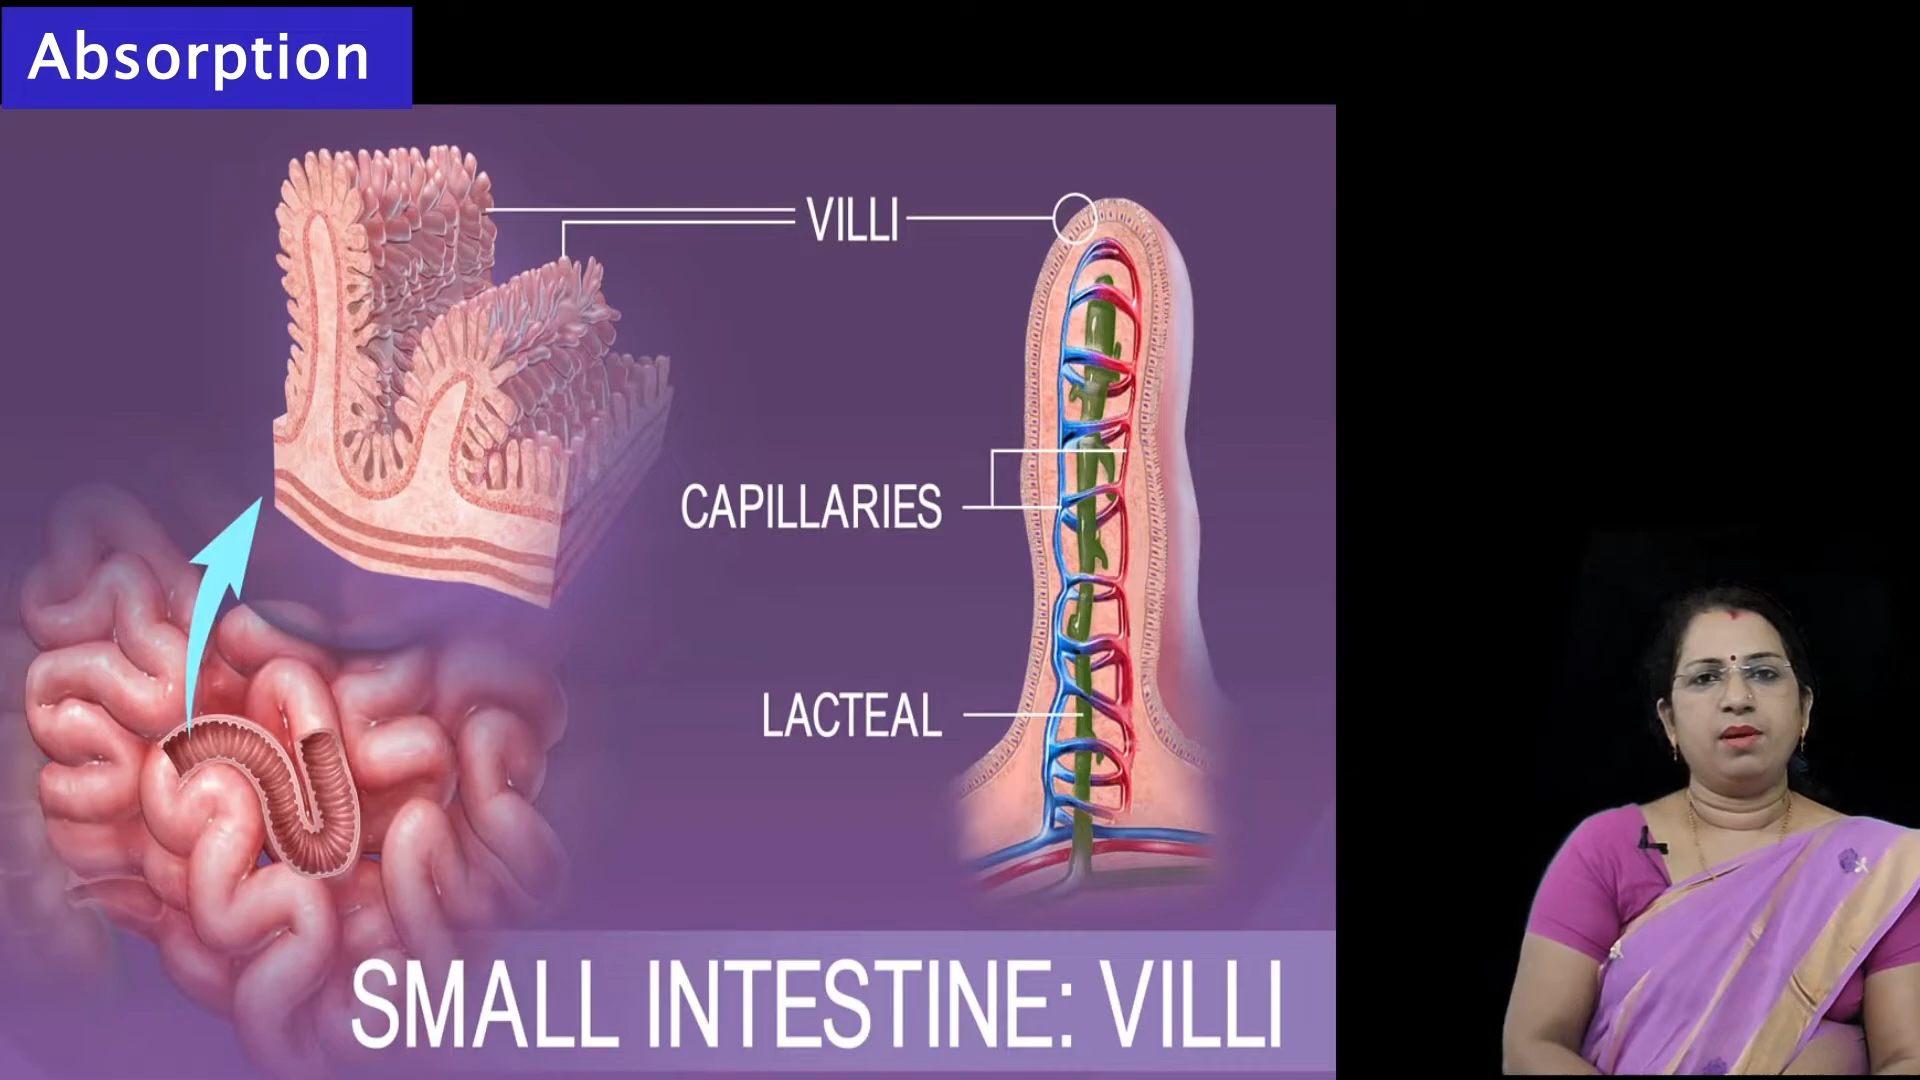 Absorption
VILLI
CAPILLARIES
LACTEAL
SMALL INTESTINE: VILLI